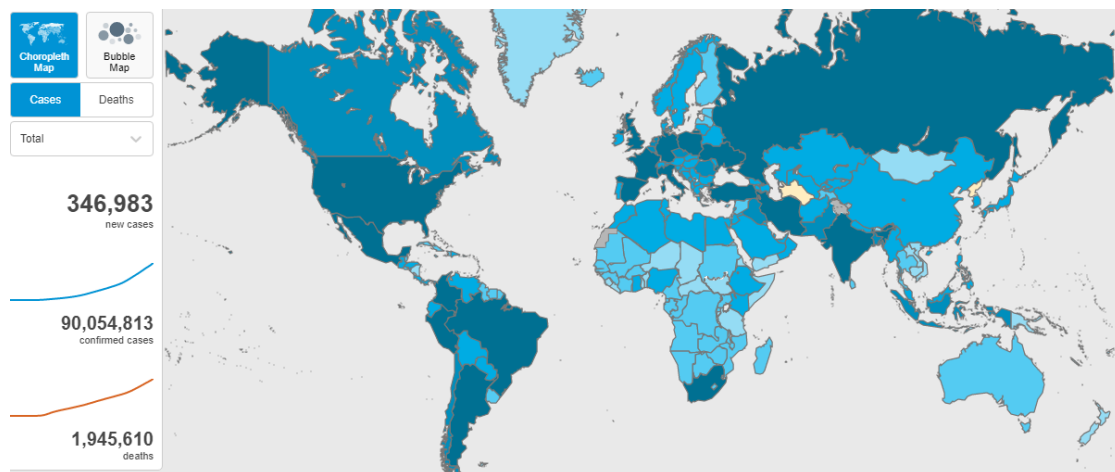 Choropleth
Map
Bubble
Map
Cases
Deaths
Total
346,983
new cases
90,054,813
confirmed cases
1,945,610
deaths